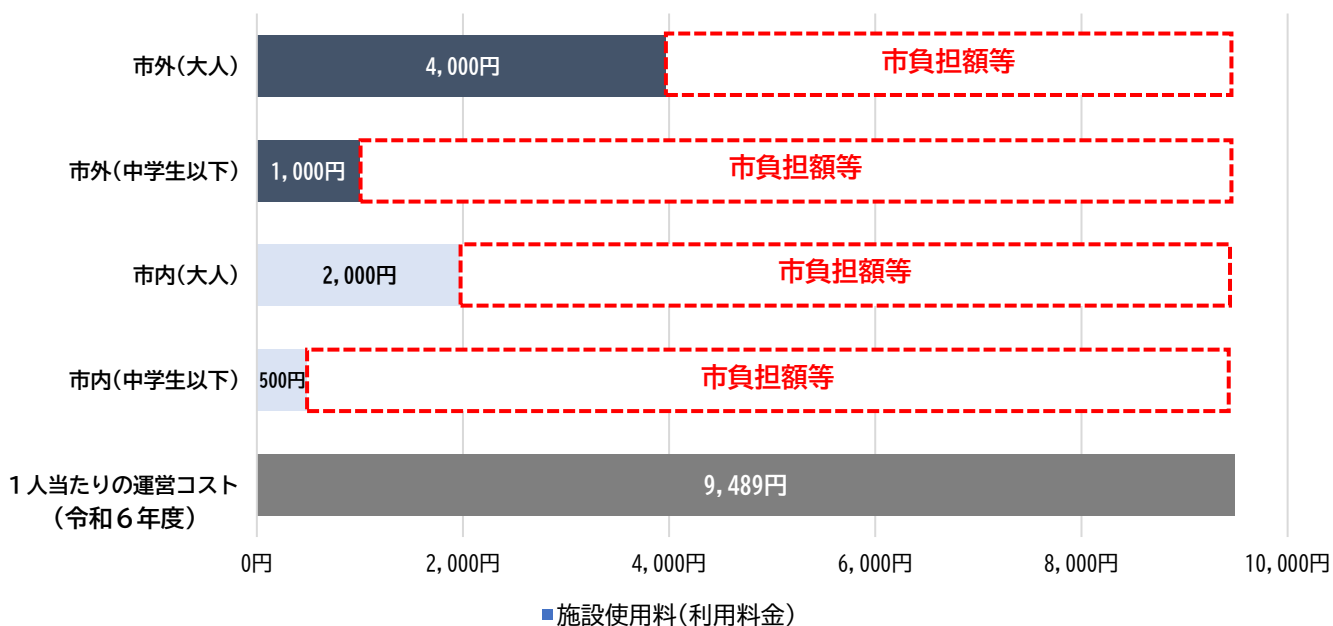 市外(大人)
4,000円
市負担額等
市外(中学生以下)
1,000円
市負担額等
市内(大人)
2,000円
市負担額等
市内(中学生以下)
500円
市負担額等
1人当たりの運営コスト
(令和6年度)
9,489円
0円 2,000円 4,000円 6,000円 8,000円 10,000円
施設使用料(利用料金)